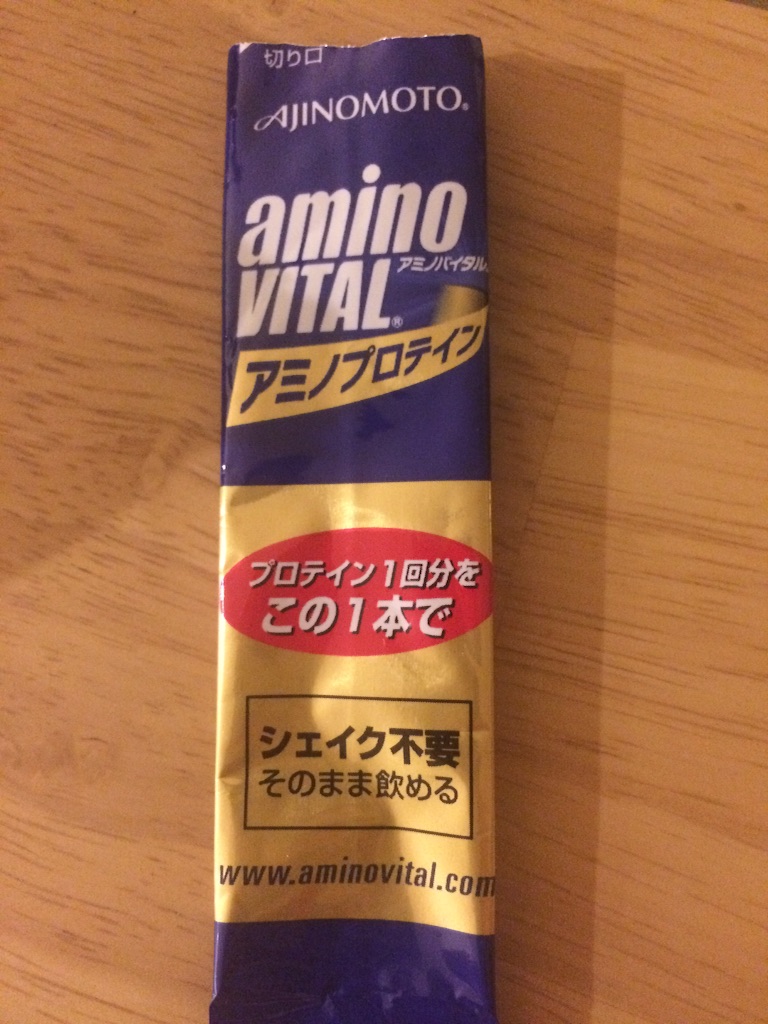 切り口
AJINOMOTO®
amino
VITAL®
アミノバイタル
アミノプロテイン
プロテイン1回分を
この1本で
シェイク不要
そのまま飲める
www.aminovital.com